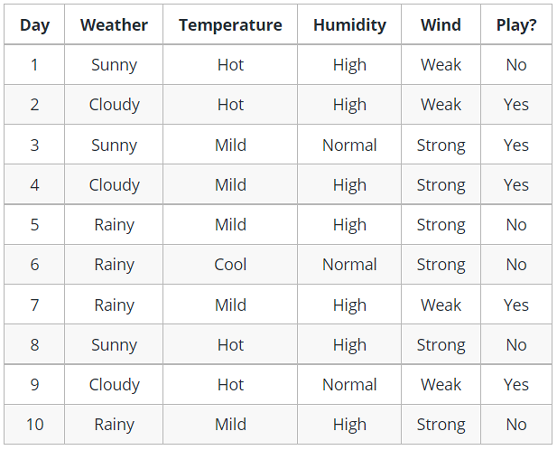 Day Weather Temperature Humidity Wind Play?
1 Sunny Hot High Weak No
2 Cloudy Hot High Weak Yes
3 Sunny Mild Normal Strong Yes
4 Cloudy Mild High Strong Yes
5 Rainy Mild High Strong No
6 Rainy Cool Normal Strong No
7 Rainy Mild High Weak Yes
8 Sunny Hot High Strong No
9 Cloudy Hot Normal Weak Yes
10 Rainy Mild High Strong No